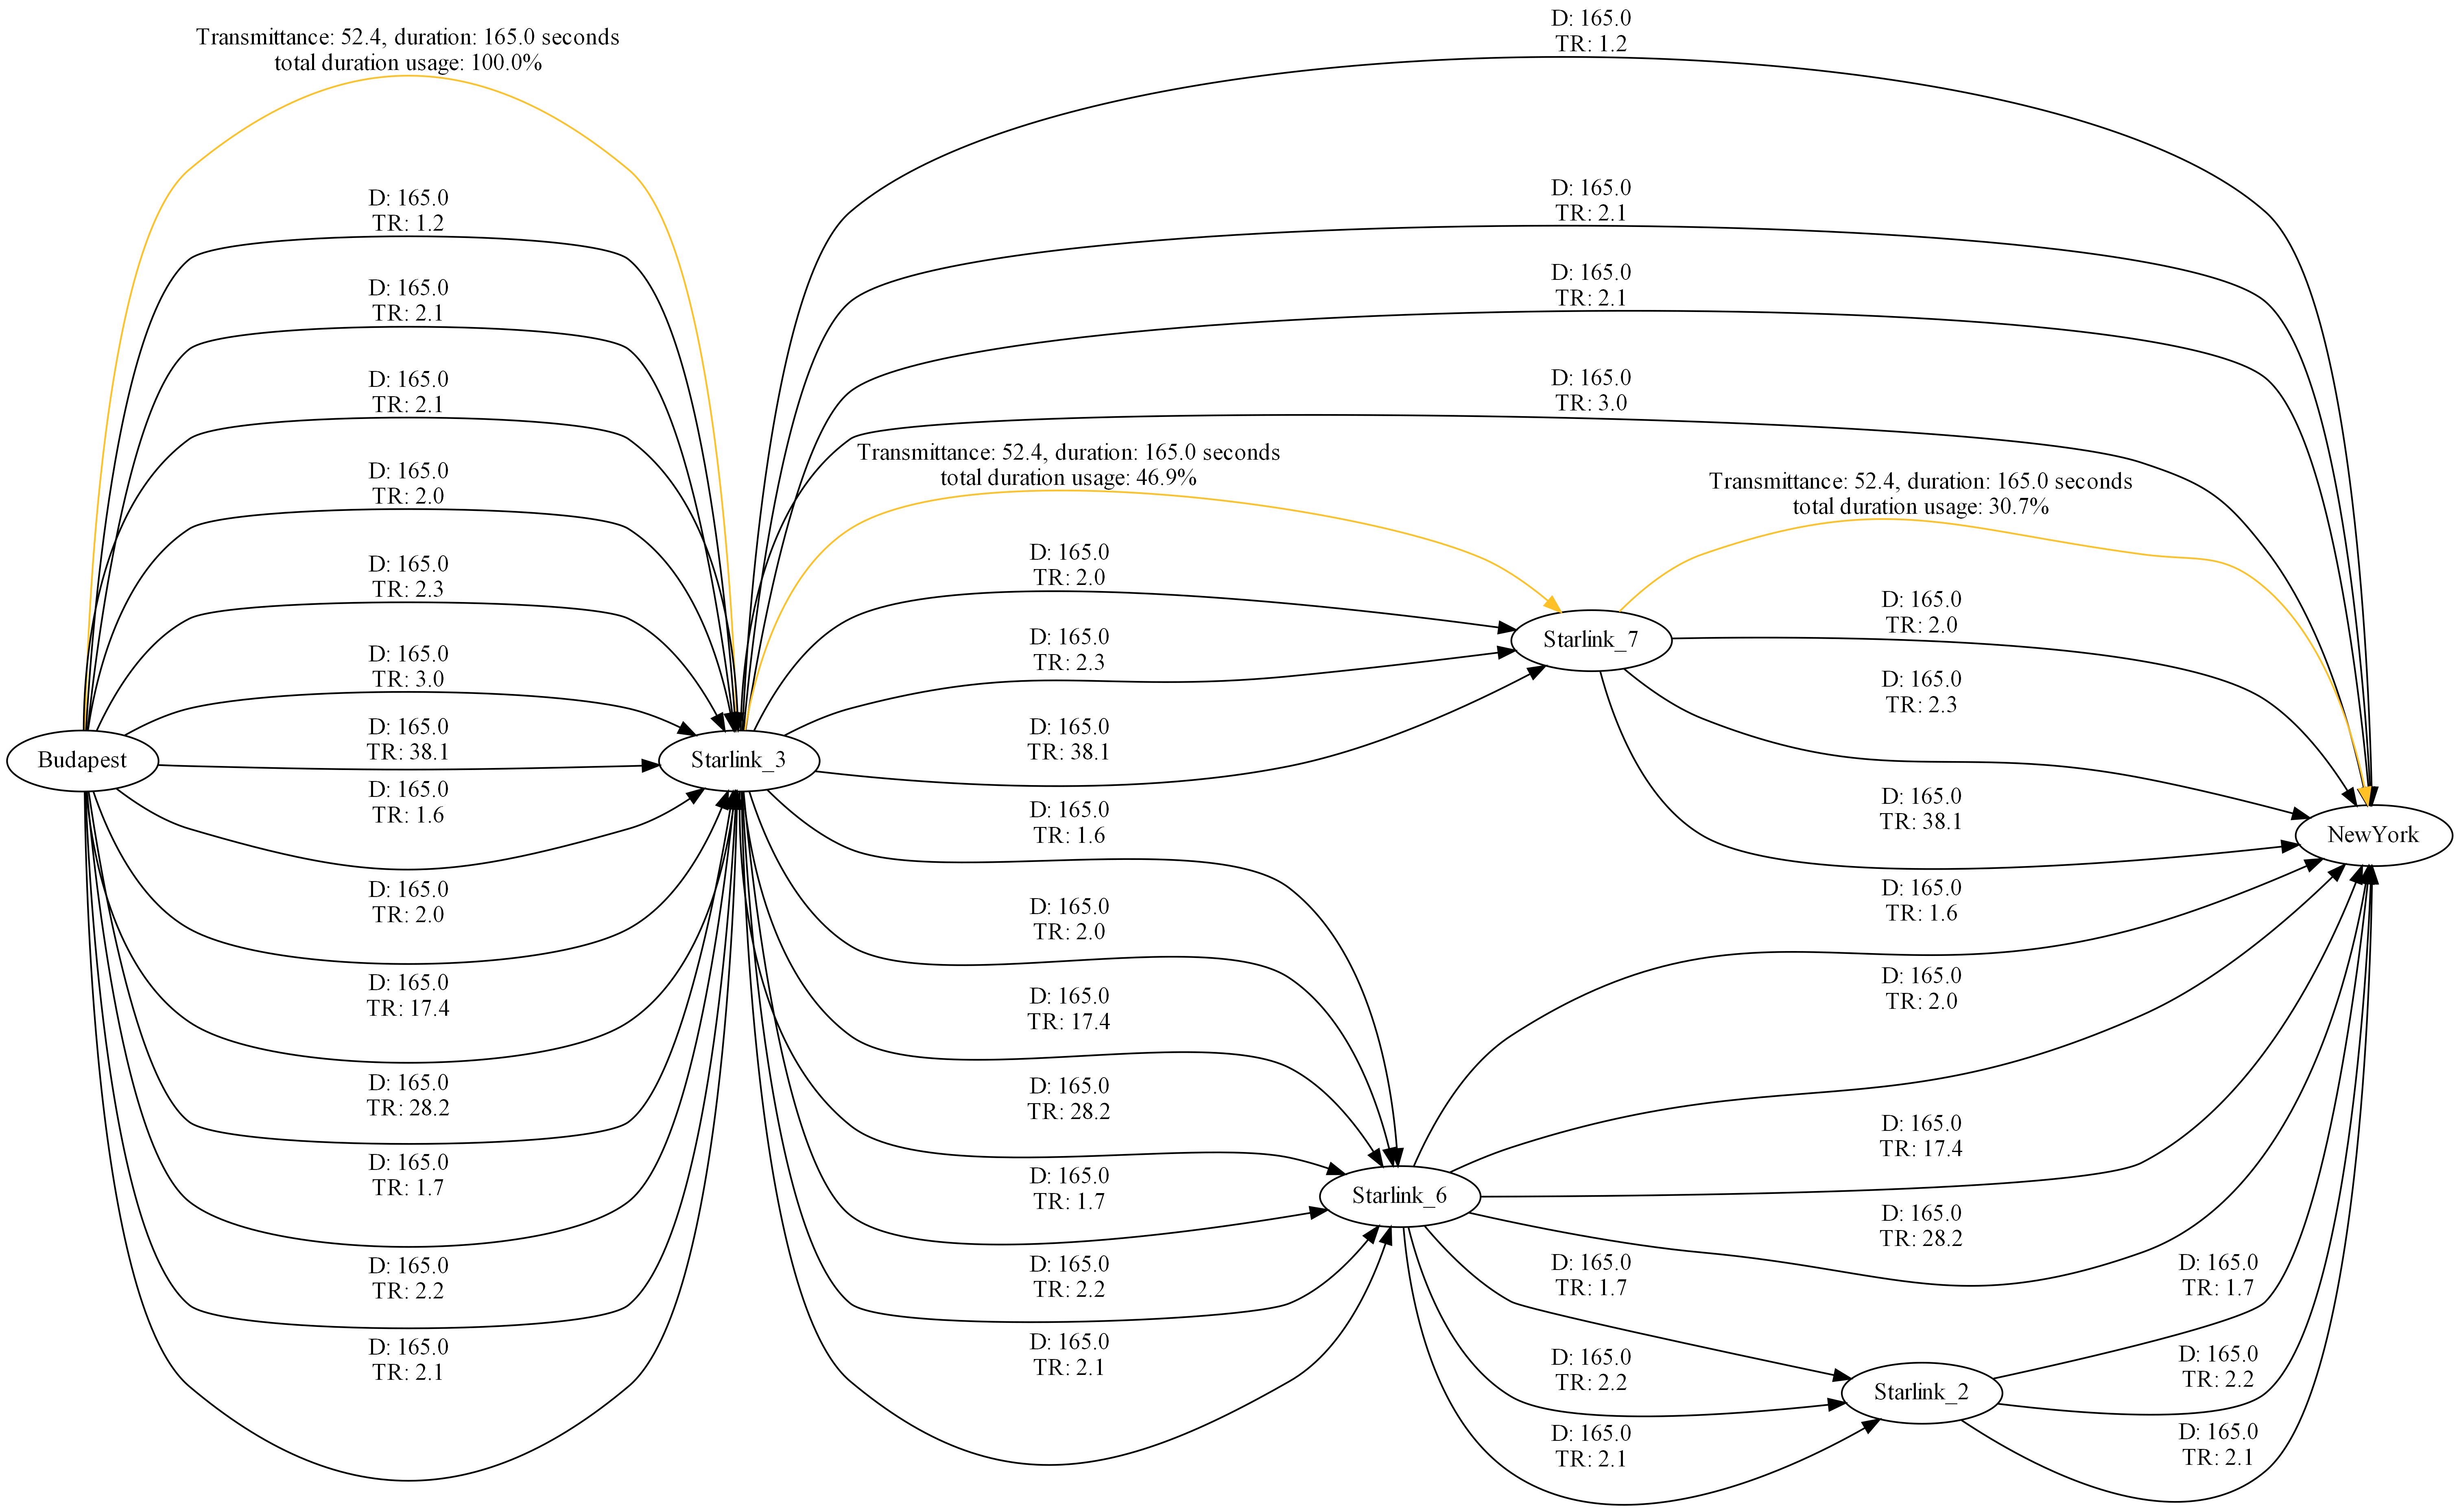 Transmittance: 52.4, duration: 165.0 seconds
total duration usage: 100.0%
D: 165.0
TR: 1.2
D: 165.0
TR: 2.1
D: 165.0
TR: 2.1
D: 165.0
TR: 2.0
D: 165.0
TR: 2.3
D: 165.0
TR: 3.0
D: 165.0
TR: 38.1
Budapest
D: 165.0
TR: 1.6
D: 165.0
TR: 2.0
D: 165.0
TR: 17.4
D: 165.0
TR: 28.2
D: 165.0
TR: 1.7
D: 165.0
TR: 2.2
D: 165.0
TR: 2.1
Starlink_3
D: 165.0
TR: 1.2
D: 165.0
TR: 2.1
D: 165.0
TR: 2.1
D: 165.0
TR: 3.0
Transmittance: 52.4, duration: 165.0 seconds
total duration usage: 46.9%
D: 165.0
TR: 2.0
D: 165.0
TR: 2.3
D: 165.0
TR: 38.1
D: 165.0
TR: 1.6
D: 165.0
TR: 2.0
D: 165.0
TR: 17.4
D: 165.0
TR: 28.2
D: 165.0
TR: 1.7
D: 165.0
TR: 2.2
D: 165.0
TR: 2.1
Starlink_7
Transmittance: 52.4, duration: 165.0 seconds
total duration usage: 30.7%
D: 165.0
TR: 2.0
D: 165.0
TR: 2.3
D: 165.0
TR: 38.1
Starlink_6
D: 165.0
TR: 1.6
D: 165.0
TR: 2.0
D: 165.0
TR: 17.4
D: 165.0
TR: 28.2
D: 165.0
TR: 1.7
D: 165.0
TR: 2.2
D: 165.0
TR: 2.1
Starlink_2
D: 165.0
TR: 1.7
D: 165.0
TR: 2.2
D: 165.0
TR: 2.1
NewYork